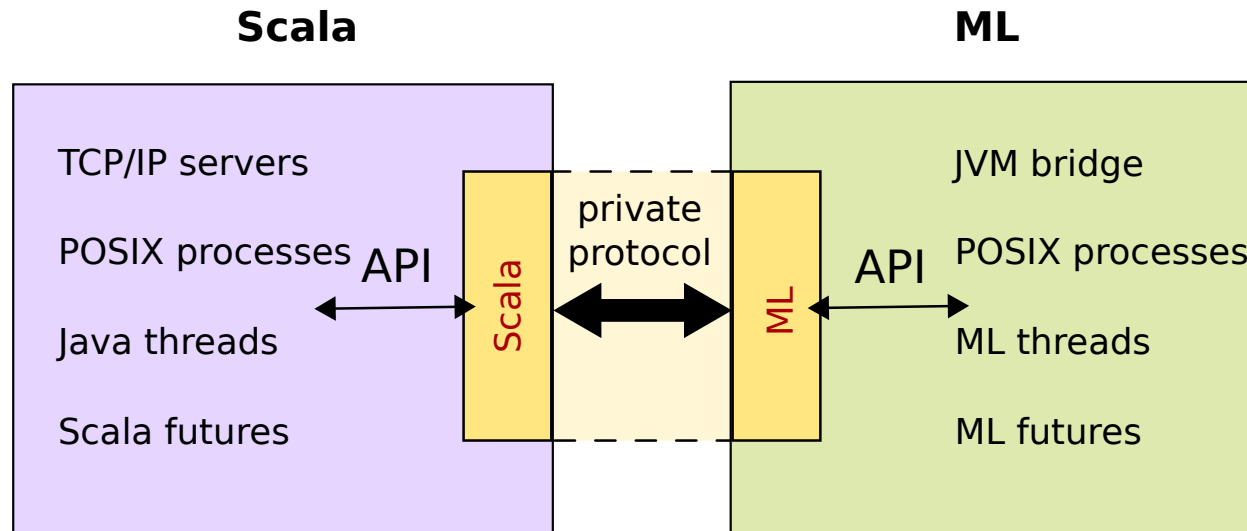 Scala
ML
TCP/IP servers
POSIX processes
Java threads
Scala futures
API
Scala
private
protocol
ML
API
JVM bridge
POSIX processes
ML threads
ML futures